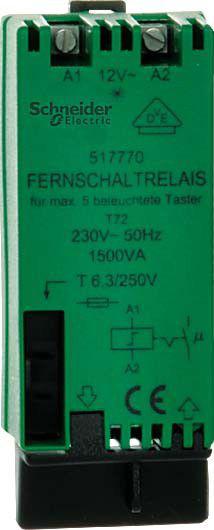 A1 12V~ A2
Schneider
Electric
DVE
517770
FERNSCHALTRELAIS
für max. 5 beleuchtete Taster
T72
230V~ 50Hz
1500VA
T 6,3/250V
A1
A2
µ
CE